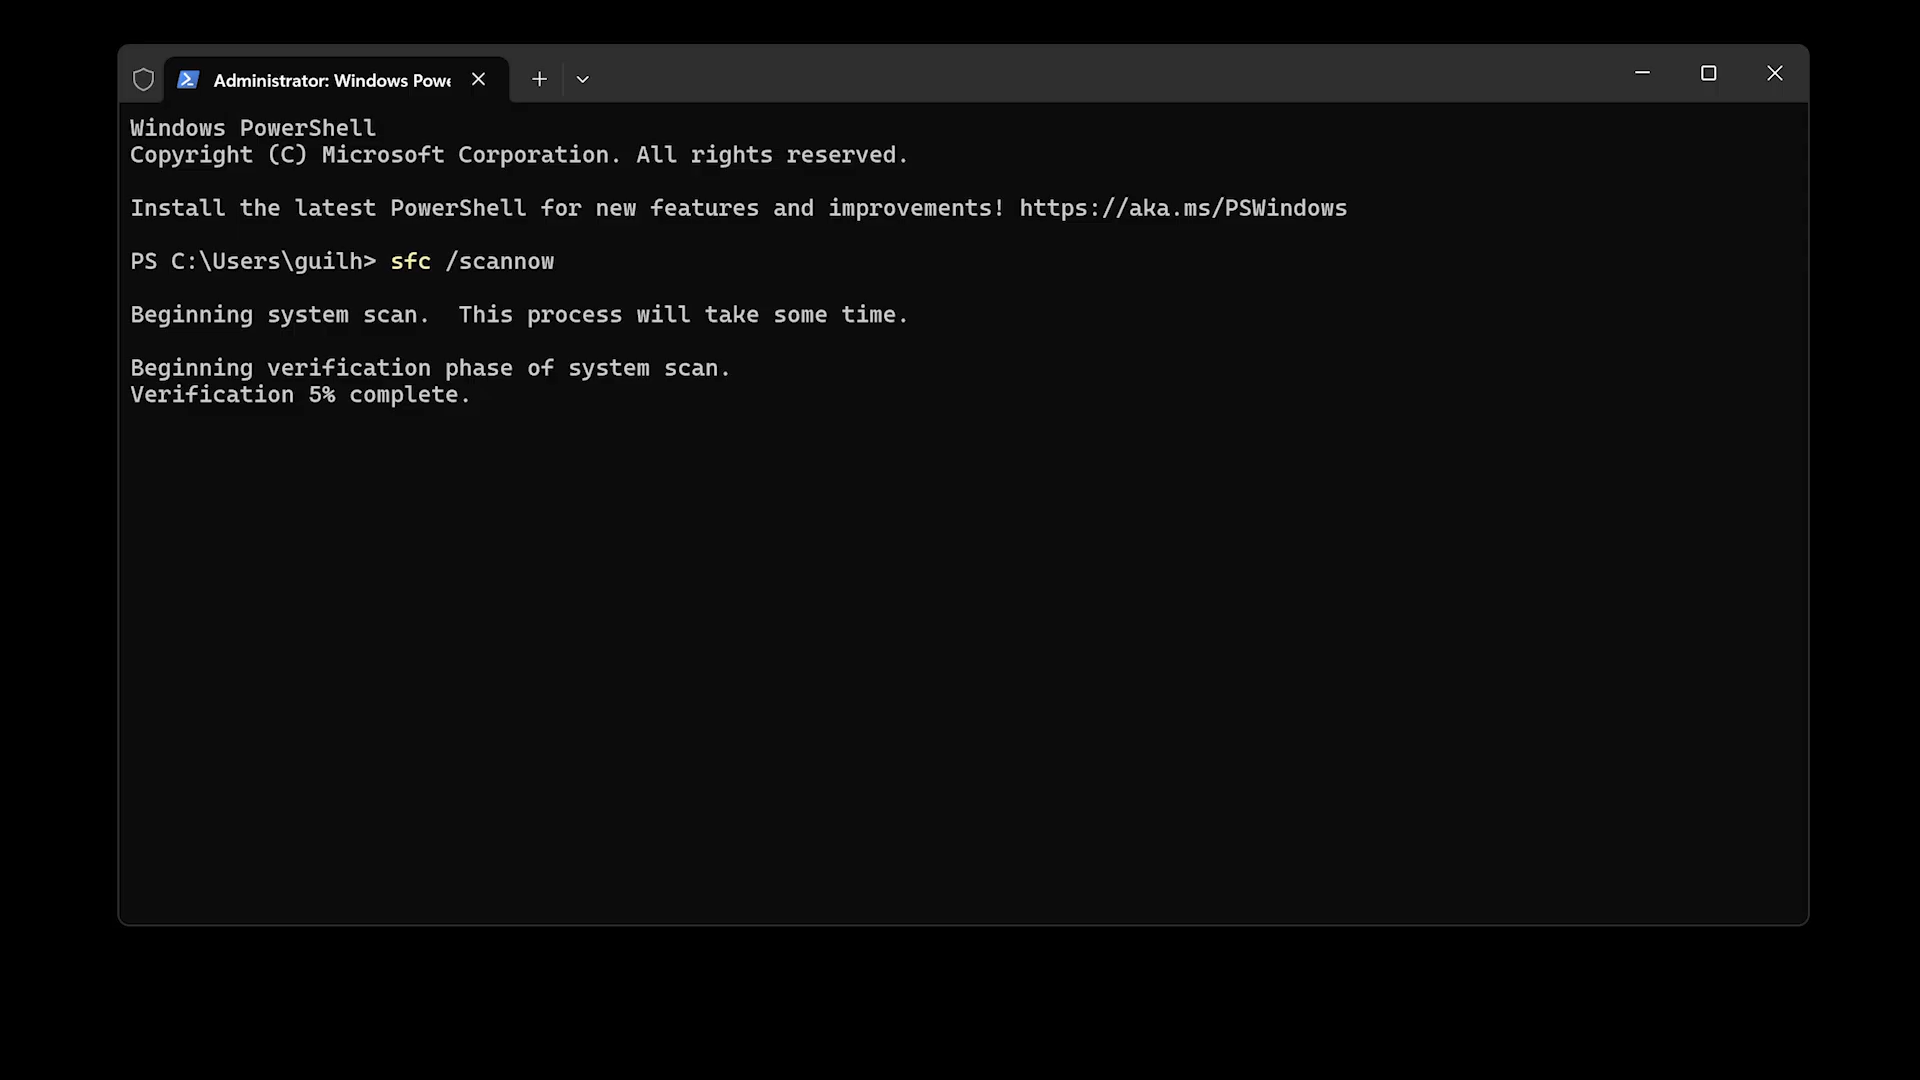 Administrator: Windows Powe
Windows PowerShell
Copyright (C) Microsoft Corporation. All rights reserved.
Install the latest PowerShell for new features and improvements! https://aka.ms/PSWindows
PS C:\Users\guilh> sfc /scannow
Beginning system scan.  This process will take some time.
Beginning verification phase of system scan.
Verification 5% complete.